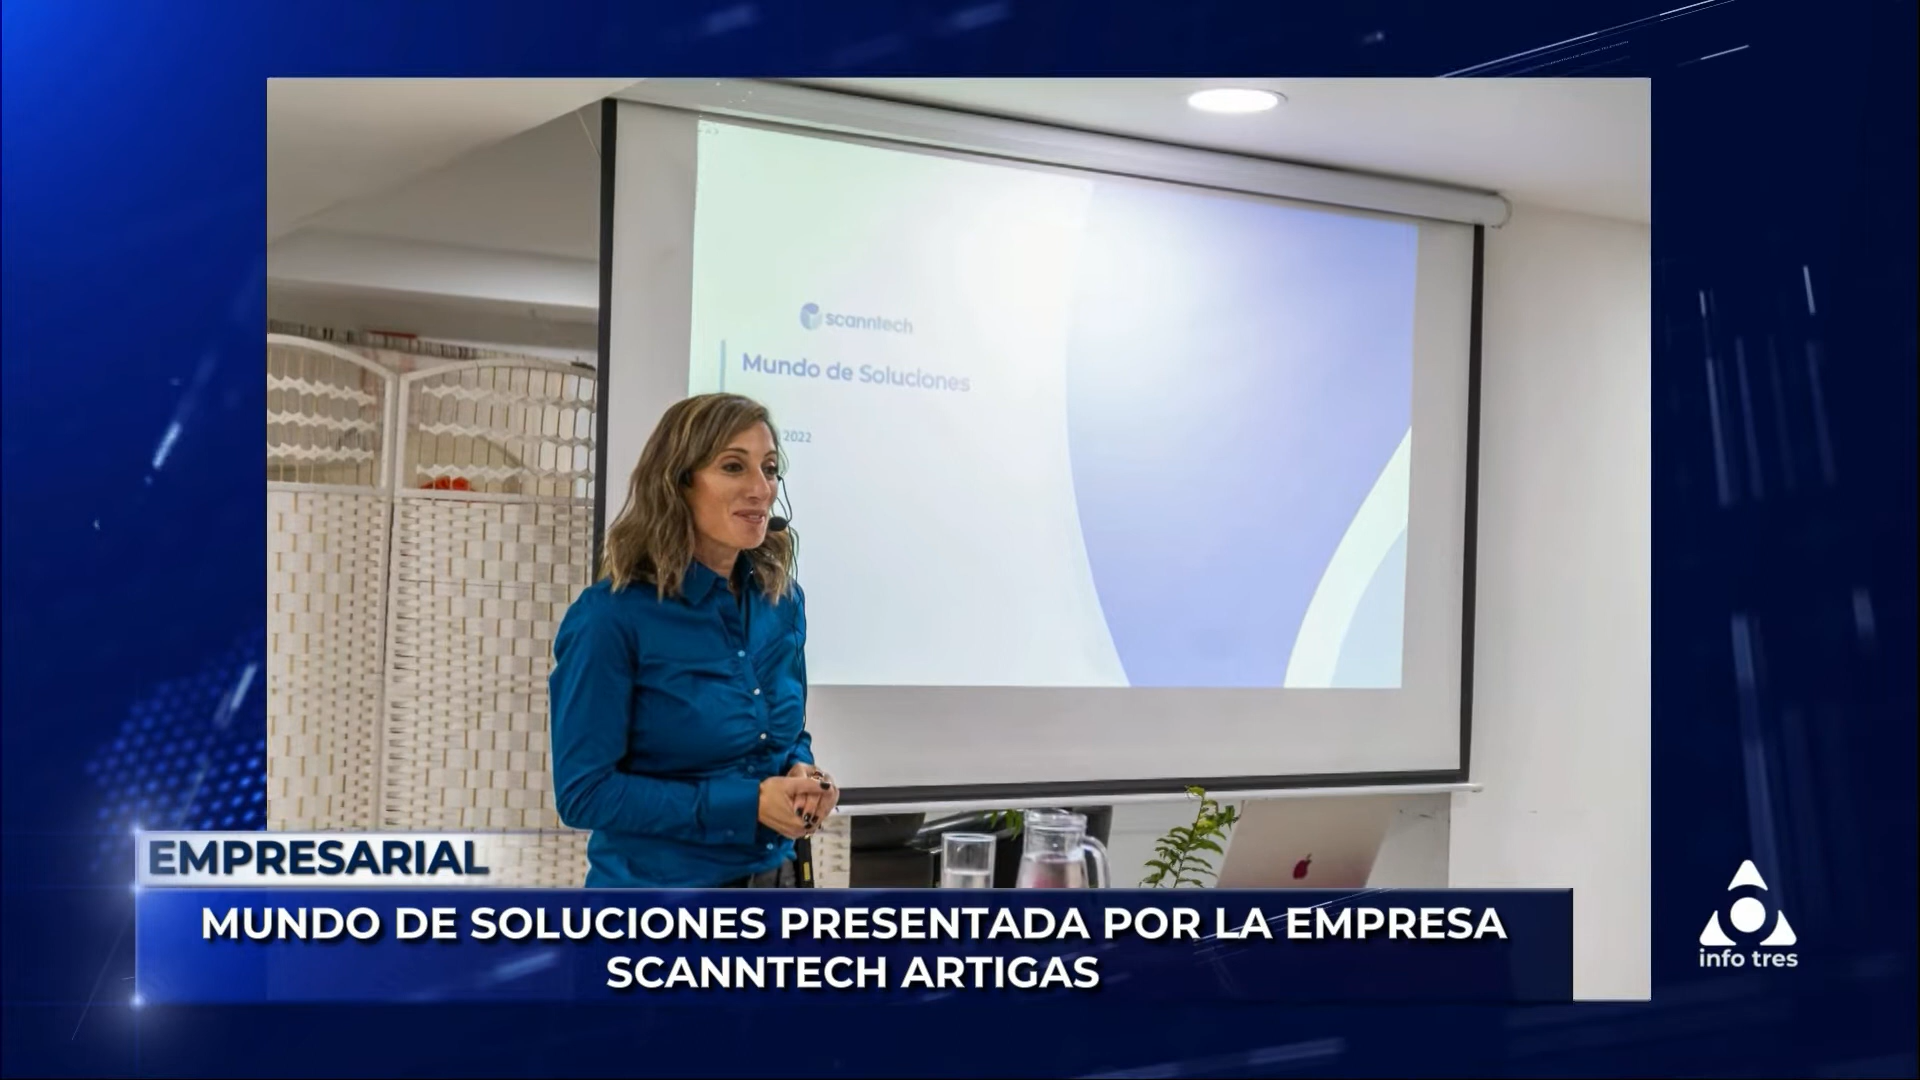 scanntech
Mundo de Soluciones
2022
EMPRESARIAL
MUNDO DE SOLUCIONES PRESENTADA POR LA EMPRESA
SCANNTECH ARTIGAS
info tres